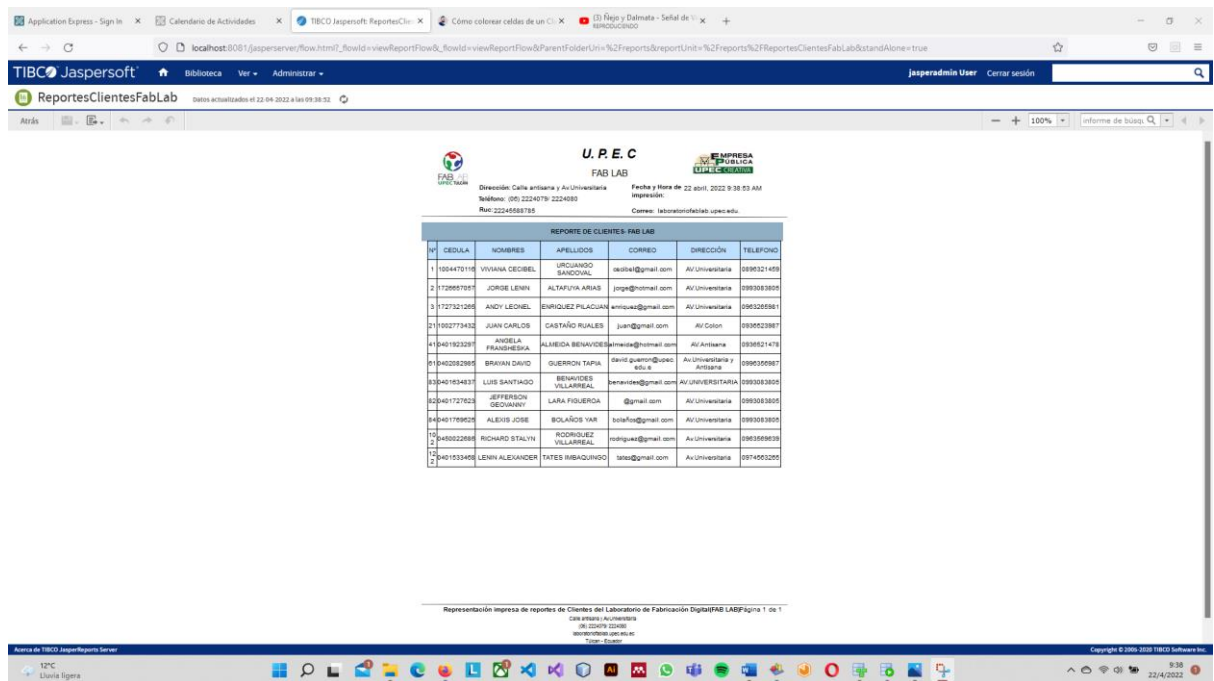 Application Express - Sign In
Calendario de Actividades
TIBCO Jaspersoft: ReportesClie
Cómo colorear celdas de un
(1) Ñejo y Dalmata - Señal de
REPRODUCIENDO
localhost:8081/jasperserver/flow.html?_flowId=viewReportFlow&_flowId=viewReportFlow&ParentFolderUri=%2Freports&reportUnit=%2Freports%2FReportesClientesFabLab&standAlone=true
TIBCO Jaspersoft
Biblioteca Ver Administrar
jasperadmin User Cerrar sesión
ReportesClientesFabLab
Datos actualizados el 22-04-2022 a las 09:38:52
Atrás
100%
informe de búsq
FAB LAB
UPEC TULCÁN
U. P. E. C
FAB LAB
EMPRESA
PÚBLICA
UPEC CREATIVA
Dirección: Calle antisana y Av.Universitaria
Fecha y Hora de impresión: 22 abril, 2022 9:38:53 AM
Teléfono: (06) 2224079/ 2224080
Ruc: 22245588785
Correo: laboratoriofablab.upec.edu.
REPORTE DE CLIENTES- FAB LAB
Nº CEDULA NOMBRES APELLIDOS CORREO DIRECCIÓN TELEFONO
1 1004470116 VIVIANA CECIBEL URCUANGO SANDOVAL cecibel@gmail.com AV.Universitaria 0896321459
2 1726657057 JORGE LENIN ALTAFUYA ARIAS jorge@hotmail.com AV.Universitaria 0993083805
3 1727321265 ANDY LEONEL ENRIQUEZ PILACUAN enriquez@gmail.com AV.Universitaria 0963265981
21 1002773432 JUAN CARLOS CASTAÑO RUALES juan@gmail.com AV.Colon 0936523987
41 0401923297 ANGELA FRANSHESKA ALMEIDA BENAVIDES almeida@hotmail.com AV.Antisana 0936521478
61 0402082985 BRAYAN DAVID GUERRON TAPIA david.guerron@upec.edu.e Av.Universitaria y Antisana 0996356987
83 0401634837 LUIS SANTIAGO BENAVIDES VILLARREAL benavides@gmail.com AV.UNIVERSITARIA 0993083805
82 0401727623 JEFFERSON GEOVANNY LARA FIGUEROA @gmail.com AV.Universitaria 0993083805
84 0401769625 ALEXIS JOSE BOLAÑOS YAR bolaños@gmail.com AV.Universitaria 0993083805
102 0450022686 RICHARD STALYN RODRIGUEZ VILLARREAL rodriguez@gmail.com Av.Universitaria 0963569639
122 0401533468 LENIN ALEXANDER TATES IMBAQUINGO tates@gmail.com Av.Universitaria 0974563265
Representación impresa de reportes de Clientes del Laboratorio de Fabricación Digital(FAB LAB) Página 1 de 1
Calle antisana y Av.Universitaria
(06) 2224079/ 2224080
laboratoriofablab.upec.edu.ec
Tulcan - Ecuador
Acerca de TIBCO JasperReports Server
Copyright © 2005-2020 TIBCO Software Inc.
12°C
Lluvia ligera
9:38
22/4/2022